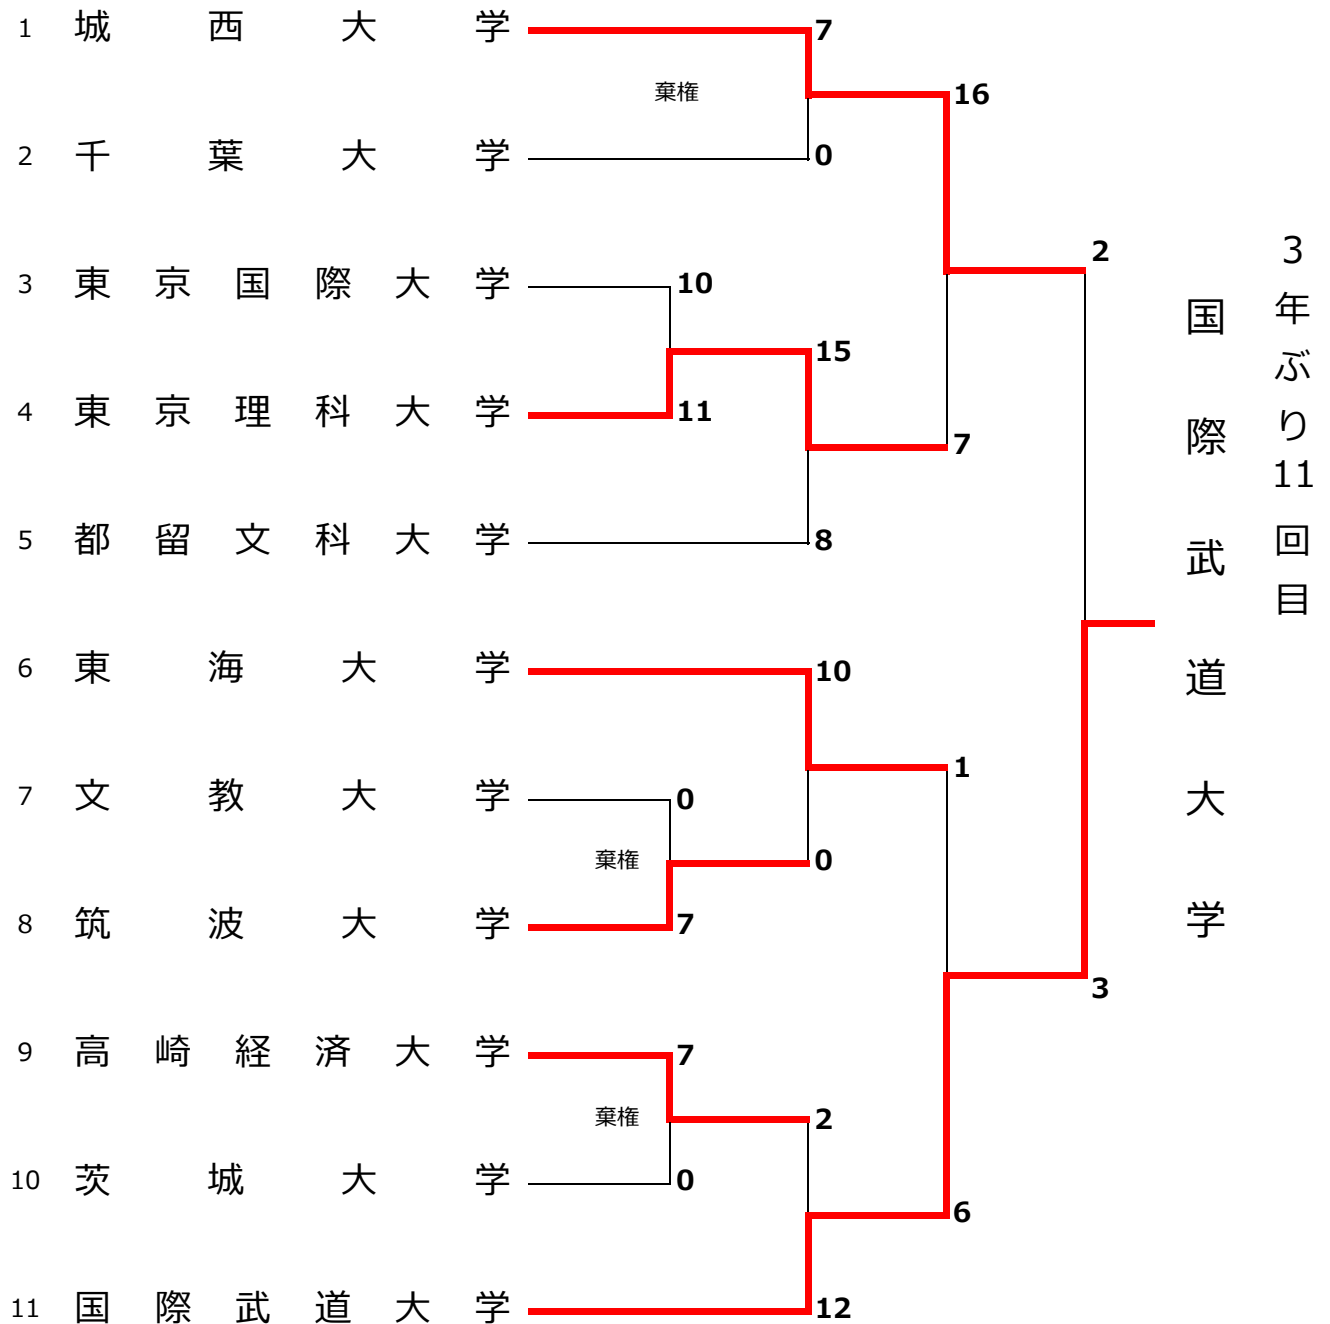 1 城西大学
7
棄権
16
2 千葉大学
0
2
3 東京国際大学
10
15
4 東京理科大学
11
7
5 都留文科大学
8
6 東海大学
10
1
7 文教大学
0
棄権
0
8 筑波大学
7
3
9 高崎経済大学
7
棄権
2
10 茨城大学
0
6
11 国際武道大学
12
国際武道大学
3年ぶり11回目